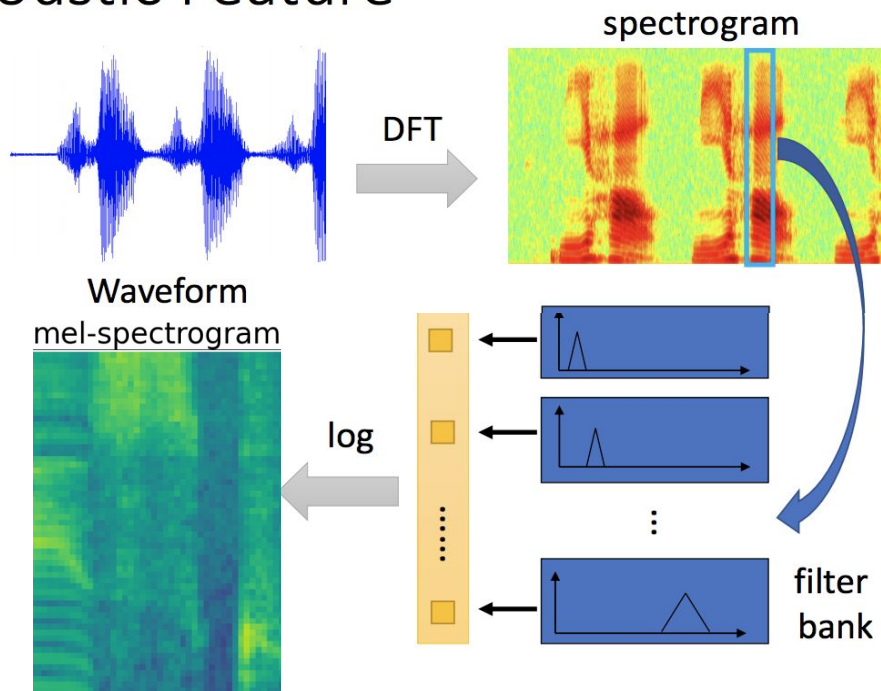 spectrogram
DFT
Waveform
mel-spectrogram
log
filter
bank